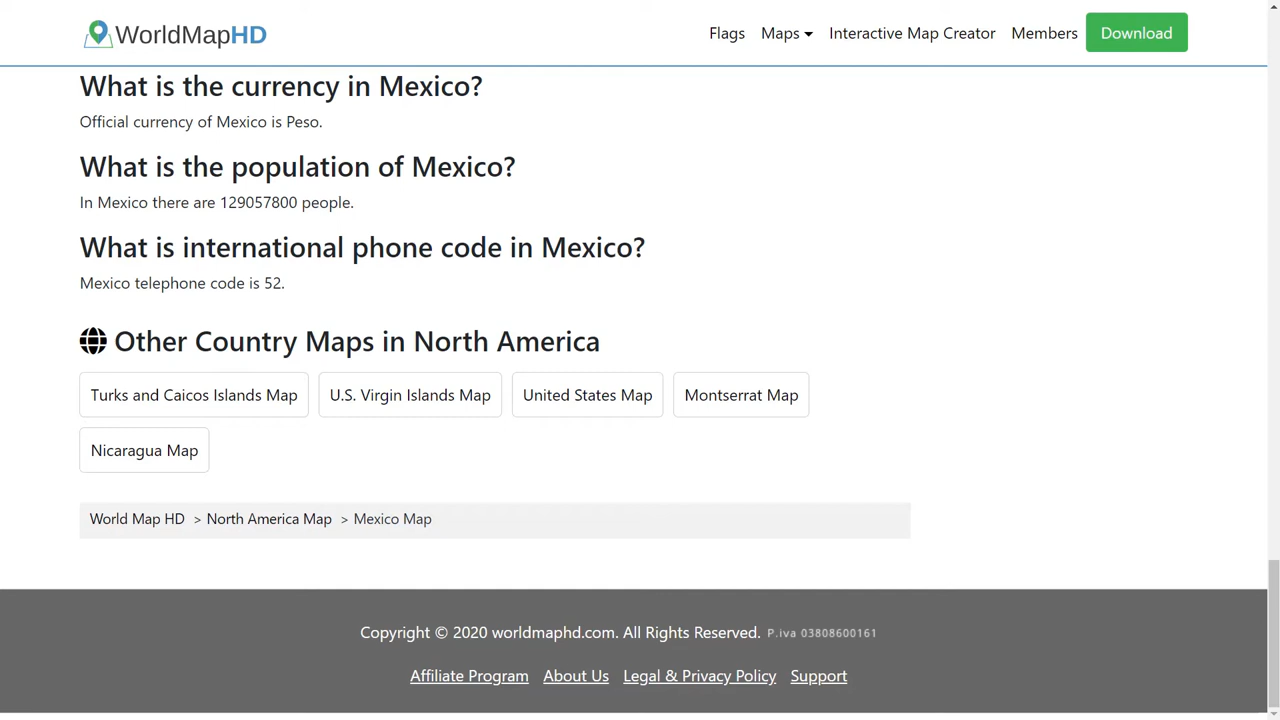 WorldMapHD
Flags Maps Interactive Map Creator Members Download
What is the currency in Mexico?
Official currency of Mexico is Peso.
What is the population of Mexico?
In Mexico there are 129057800 people.
What is international phone code in Mexico?
Mexico telephone code is 52.
Other Country Maps in North America
Turks and Caicos Islands Map U.S. Virgin Islands Map United States Map Montserrat Map
Nicaragua Map
World Map HD > North America Map > Mexico Map
Copyright © 2020 worldmaphd.com. All Rights Reserved. P.iva 03808600161
Affiliate Program About Us Legal & Privacy Policy Support